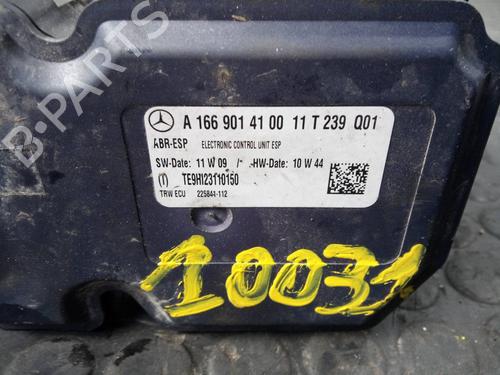 A 166 901 41 00 11 T 239 Q01
ABR-ESP ELECTRONIC CONTROL UNIT ESP
SW-Date: 11 W 09 / HW-Date: 10 W 44
(T) TE9HI23110150
TRW ECU 225841-112
10031
B-Parts